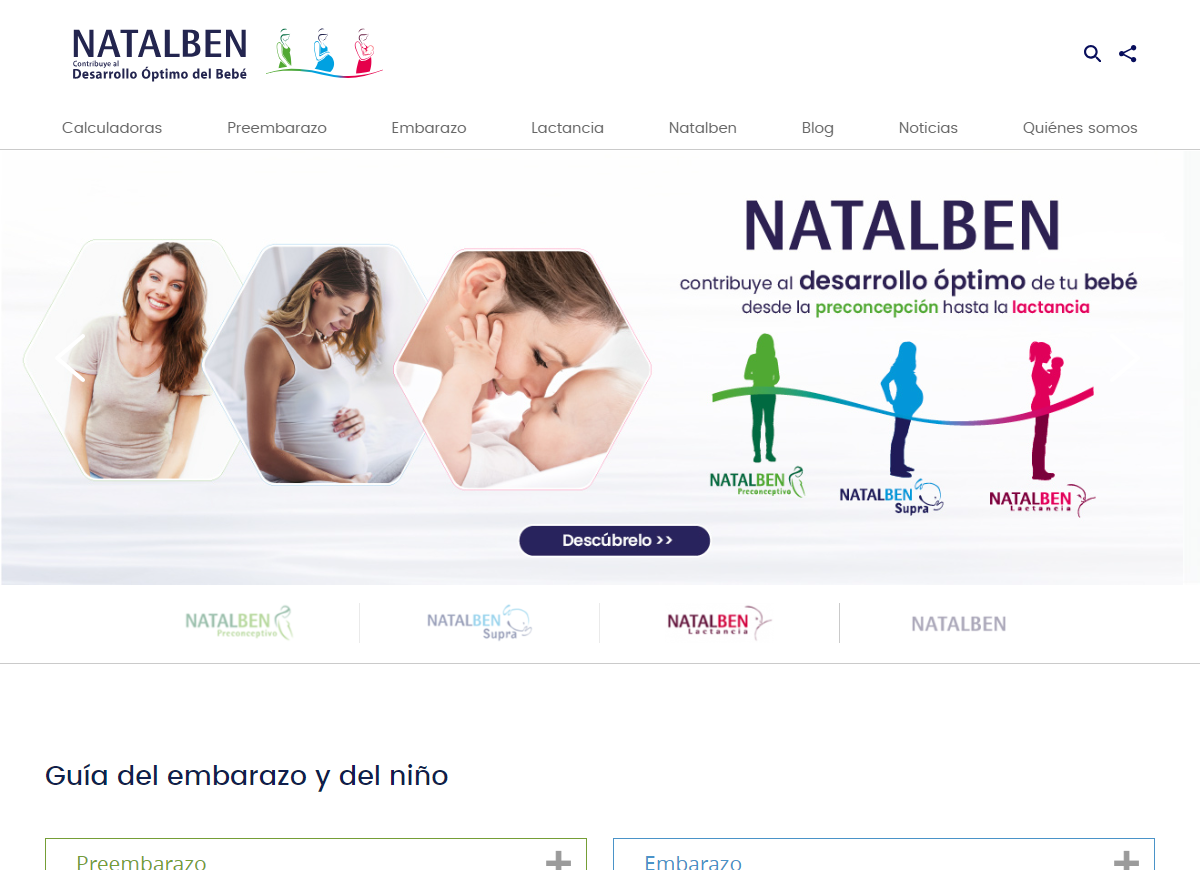 NATALBEN
Contribuye al
Desarrollo Óptimo del Bebé
Calculadoras Preembarazo Embarazo Lactancia Natalben Blog Noticias Quiénes somos
NATALBEN
contribuye al desarrollo óptimo de tu bebé
desde la preconcepción hasta la lactancia
NATALBEN
Preconceptivo
NATALBEN
Supra
NATALBEN
Lactancia
Descúbrelo >>
NATALBEN
Preconceptivo
NATALBEN
Supra
NATALBEN
Lactancia
NATALBEN
Guía del embarazo y del niño
Preembarazo
Embarazo